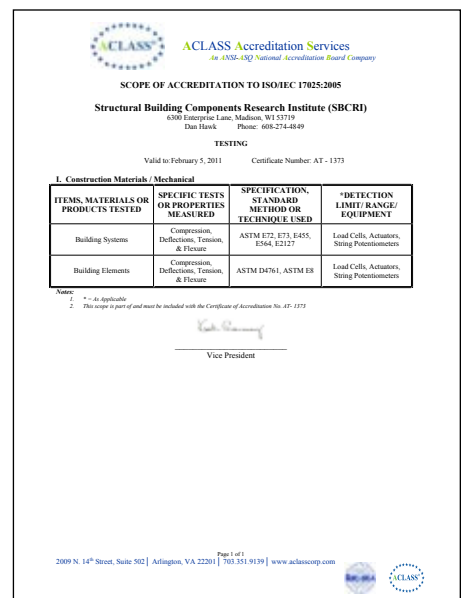 ACLASS
ACLASS Accreditation Services
An ANSI-ASQ National Accreditation Board Company
SCOPE OF ACCREDITATION TO ISO/IEC 17025:2005
Structural Building Components Research Institute (SBCRI)
6300 Enterprise Lane, Madison, WI 53719
Dan Hawk Phone: 608-274-4849
TESTING
Valid to:February 5, 2011 Certificate Number: AT - 1373
I. Construction Materials / Mechanical
ITEMS, MATERIALS OR PRODUCTS TESTED
SPECIFIC TESTS OR PROPERTIES MEASURED
SPECIFICATION, STANDARD METHOD OR TECHNIQUE USED
*DETECTION LIMIT/ RANGE/ EQUIPMENT
Building Systems
Compression, Deflections, Tension, & Flexure
ASTM E72, E73, E455, E564, E2127
Load Cells, Actuators, String Potentiometers
Building Elements
Compression, Deflections, Tension, & Flexure
ASTM D4761, ASTM E8
Load Cells, Actuators, String Potentiometers
Notes:
1. * = As Applicable
2. This scope is part of and must be included with the Certificate of Accreditation No. AT- 1373
Vice President
Page 1 of 1
2009 N. 14th Street, Suite 502| Arlington, VA 22201| 703.351.9139| www.aclasscorp.com
ACLASS